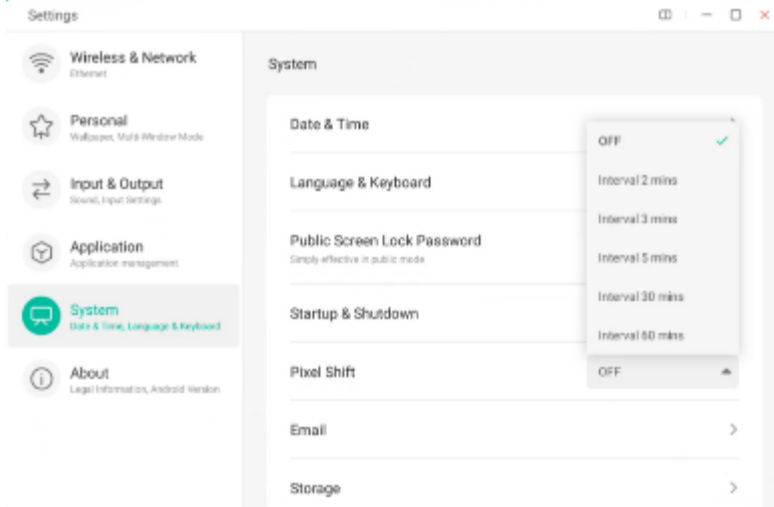 Settings
Wireless & Network
Ethernet
Personal
Wallpaper, Multi-Window Mode
Input & Output
Sound, Input Settings
Application
Application management
System
Date & Time, Language & Keyboard
About
Legal Information, Android Version
System
Date & Time
Language & Keyboard
Public Screen Lock Password
Simply effective in public mode
Startup & Shutdown
Pixel Shift
OFF
Email
Storage
OFF
Interval 2 mins
Interval 3 mins
Interval 5 mins
Interval 30 mins
Interval 60 mins